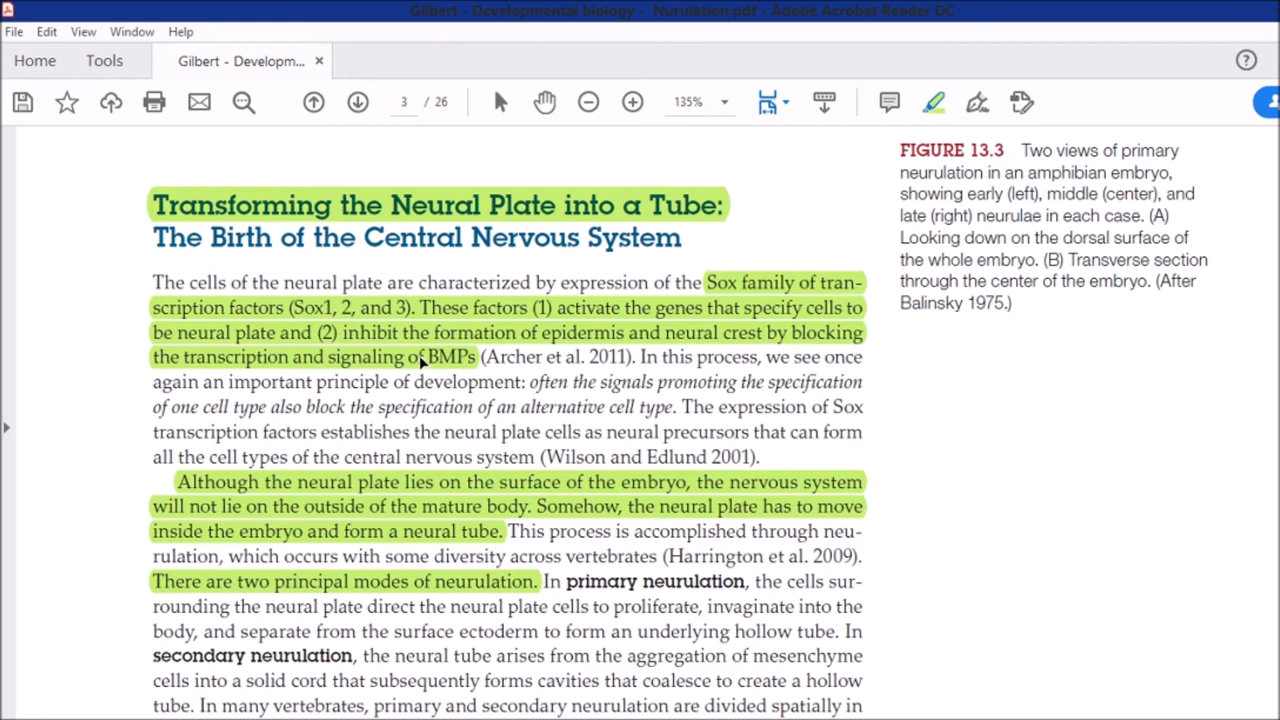 Gilbert - Developmental biology - Nurulation.pdf - Adobe Acrobat Reader DC
File Edit View Window Help
Home Tools Gilbert - Developm... ×
3 / 26 135%
Transforming the Neural Plate into a Tube:
The Birth of the Central Nervous System
The cells of the neural plate are characterized by expression of the Sox family of tran-
scription factors (Sox1, 2, and 3). These factors (1) activate the genes that specify cells to
be neural plate and (2) inhibit the formation of epidermis and neural crest by blocking
the transcription and signaling of BMPs (Archer et al. 2011). In this process, we see once
again an important principle of development: often the signals promoting the specification
of one cell type also block the specification of an alternative cell type. The expression of Sox
transcription factors establishes the neural plate cells as neural precursors that can form
all the cell types of the central nervous system (Wilson and Edlund 2001).
Although the neural plate lies on the surface of the embryo, the nervous system
will not lie on the outside of the mature body. Somehow, the neural plate has to move
inside the embryo and form a neural tube. This process is accomplished through neu-
rulation, which occurs with some diversity across vertebrates (Harrington et al. 2009).
There are two principal modes of neurulation. In primary neurulation, the cells sur-
rounding the neural plate direct the neural plate cells to proliferate, invaginate into the
body, and separate from the surface ectoderm to form an underlying hollow tube. In
secondary neurulation, the neural tube arises from the aggregation of mesenchyme
cells into a solid cord that subsequently forms cavities that coalesce to create a hollow
tube. In many vertebrates, primary and secondary neurulation are divided spatially in
FIGURE 13.3 Two views of primary
neurulation in an amphibian embryo,
showing early (left), middle (center), and
late (right) neurulae in each case. (A)
Looking down on the dorsal surface of
the whole embryo. (B) Transverse section
through the center of the embryo. (After
Balinsky 1975.)